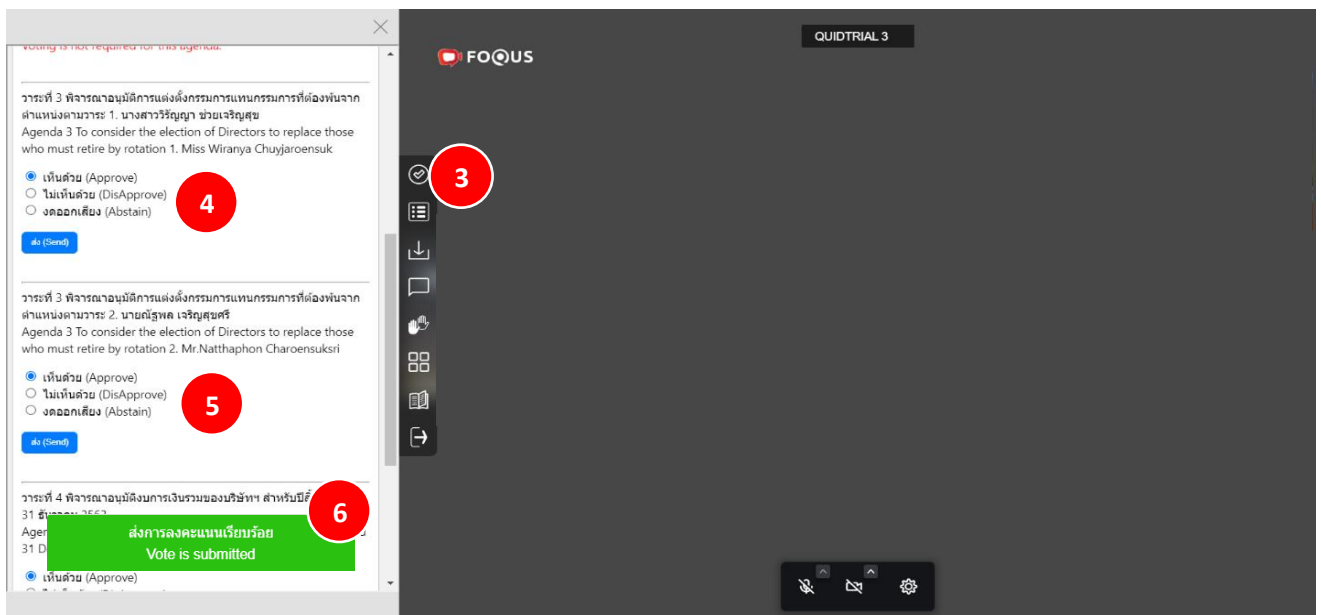 Voting is not required for this agenda.
วาระที่ 3 พิจารณาอนุมัติการแต่งตั้งกรรมการแทนกรรมการที่ต้องพ้นจาก
ตำแหน่งตามวาระ 1. นางสาววิรัญญา ช่วยเจริญสุข
Agenda 3 To consider the election of Directors to replace those
who must retire by rotation 1. Miss Wiranya Chuyjaroensuk
เห็นด้วย (Approve)
ไม่เห็นด้วย (DisApprove)
งดออกเสียง (Abstain)
4
ส่ง (Send)
วาระที่ 3 พิจารณาอนุมัติการแต่งตั้งกรรมการแทนกรรมการที่ต้องพ้นจาก
ตำแหน่งตามวาระ 2. นายณัฐพล เจริญสุขศรี
Agenda 3 To consider the election of Directors to replace those
who must retire by rotation 2. Mr.Natthaphon Charoensuksri
เห็นด้วย (Approve)
ไม่เห็นด้วย (DisApprove)
งดออกเสียง (Abstain)
5
ส่ง (Send)
วาระที่ 4 พิจารณาอนุมัติงบการเงินรวมของบริษัทฯ สำหรับปี
31
31 D
6
ส่งการลงคะแนนเรียบร้อย
Vote is submitted
เห็นด้วย (Approve)
FOQUS
QUIDTRIAL 3
3